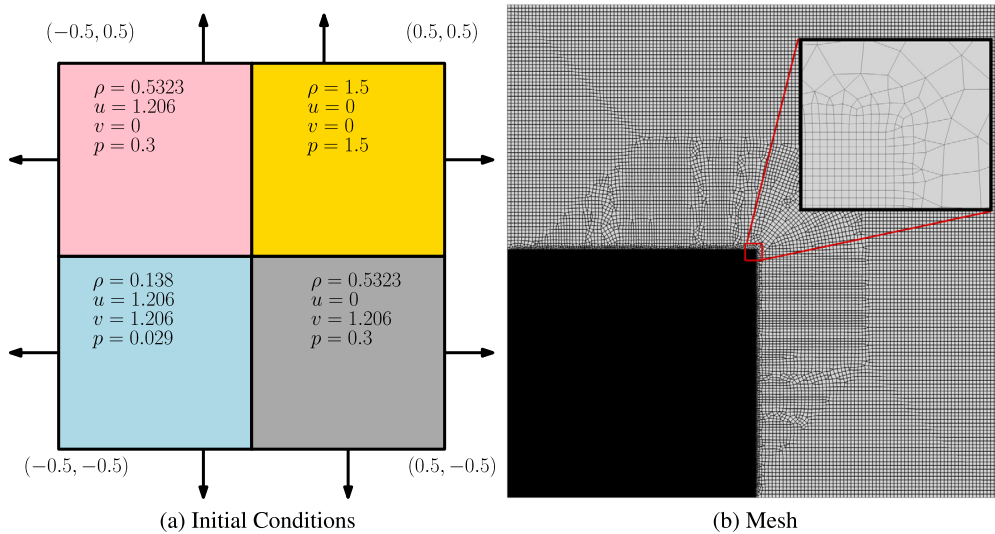 (−0.5, 0.5)
(0.5, 0.5)
ρ = 0.5323
u = 1.206
v = 0
p = 0.3
ρ = 1.5
u = 0
v = 0
p = 1.5
ρ = 0.138
u = 1.206
v = 1.206
p = 0.029
ρ = 0.5323
u = 0
v = 1.206
p = 0.3
(−0.5, −0.5)
(0.5, −0.5)
(a) Initial Conditions
(b) Mesh